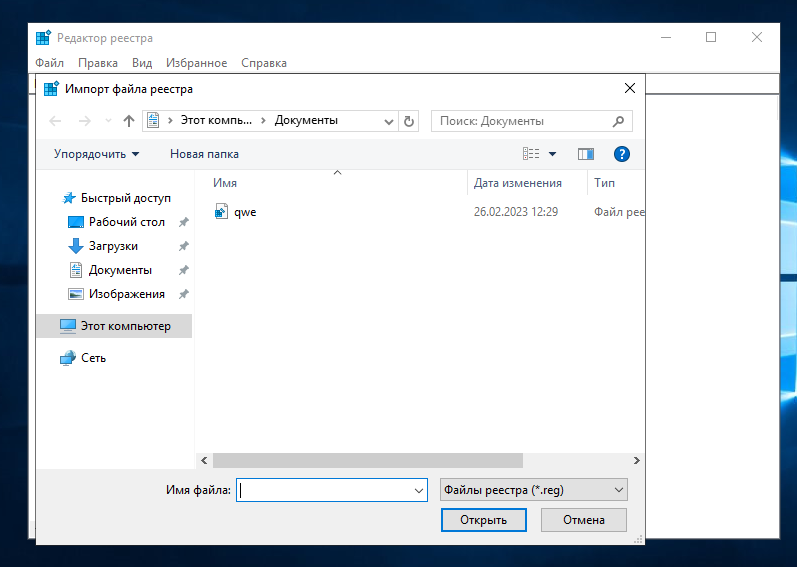 Редактор реестра
Файл Правка Вид Избранное Справка
Импорт файла реестра
Этот компь... Документы Поиск: Документы
Упорядочить Новая папка
Имя Дата изменения Тип
Быстрый доступ
Рабочий стол
Загрузки
Документы
Изображения
Этот компьютер
Сеть
qwe 26.02.2023 12:29 Файл рее
Имя файла: Файлы реестра (*.reg)
Открыть Отмена